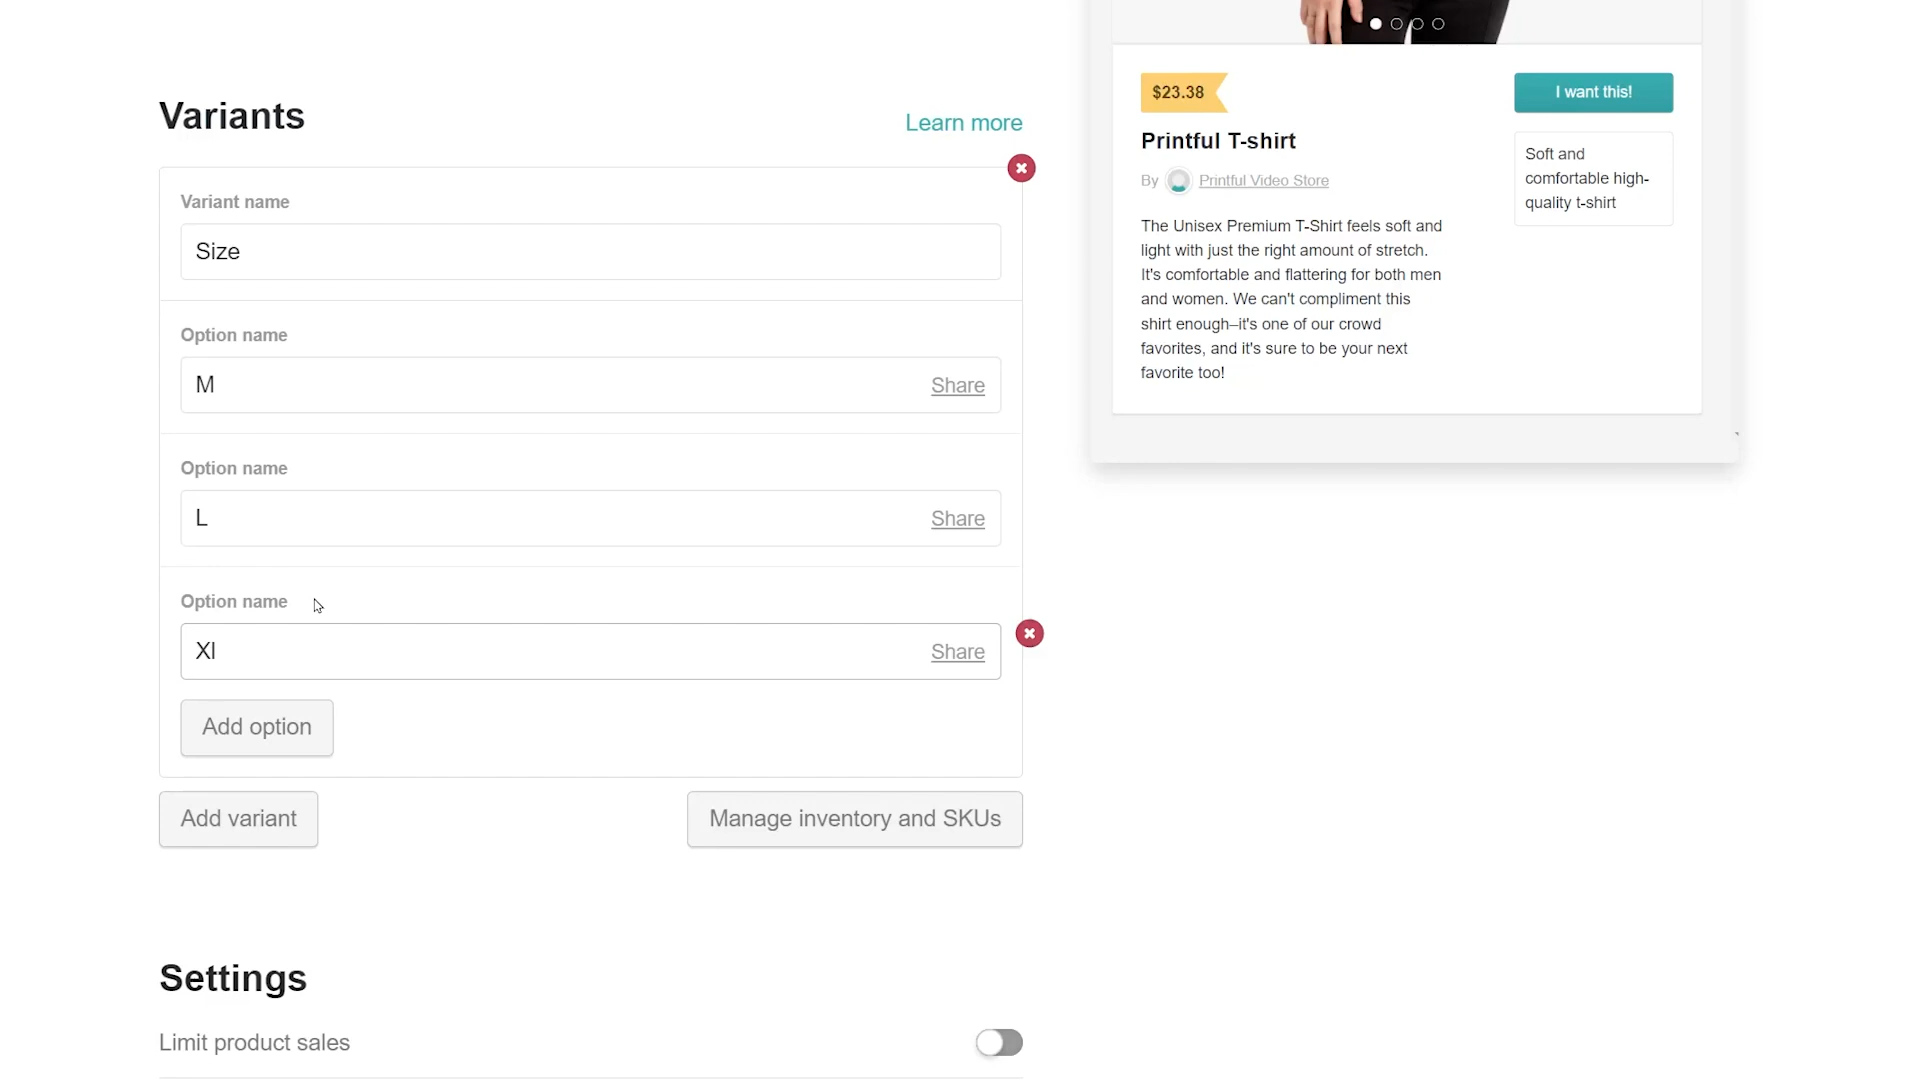 Variants
Learn more
Variant name
Size
Option name
M
Share
Option name
L
Share
Option name
Xl
Share
Add option
Add variant
Manage inventory and SKUs
Settings
Limit product sales
$23.38
I want this!
Printful T-shirt
By Printful Video Store
The Unisex Premium T-Shirt feels soft and
light with just the right amount of stretch.
It's comfortable and flattering for both men
and women. We can't compliment this
shirt enough–it's one of our crowd
favorites, and it's sure to be your next
favorite too!
Soft and
comfortable high-
quality t-shirt